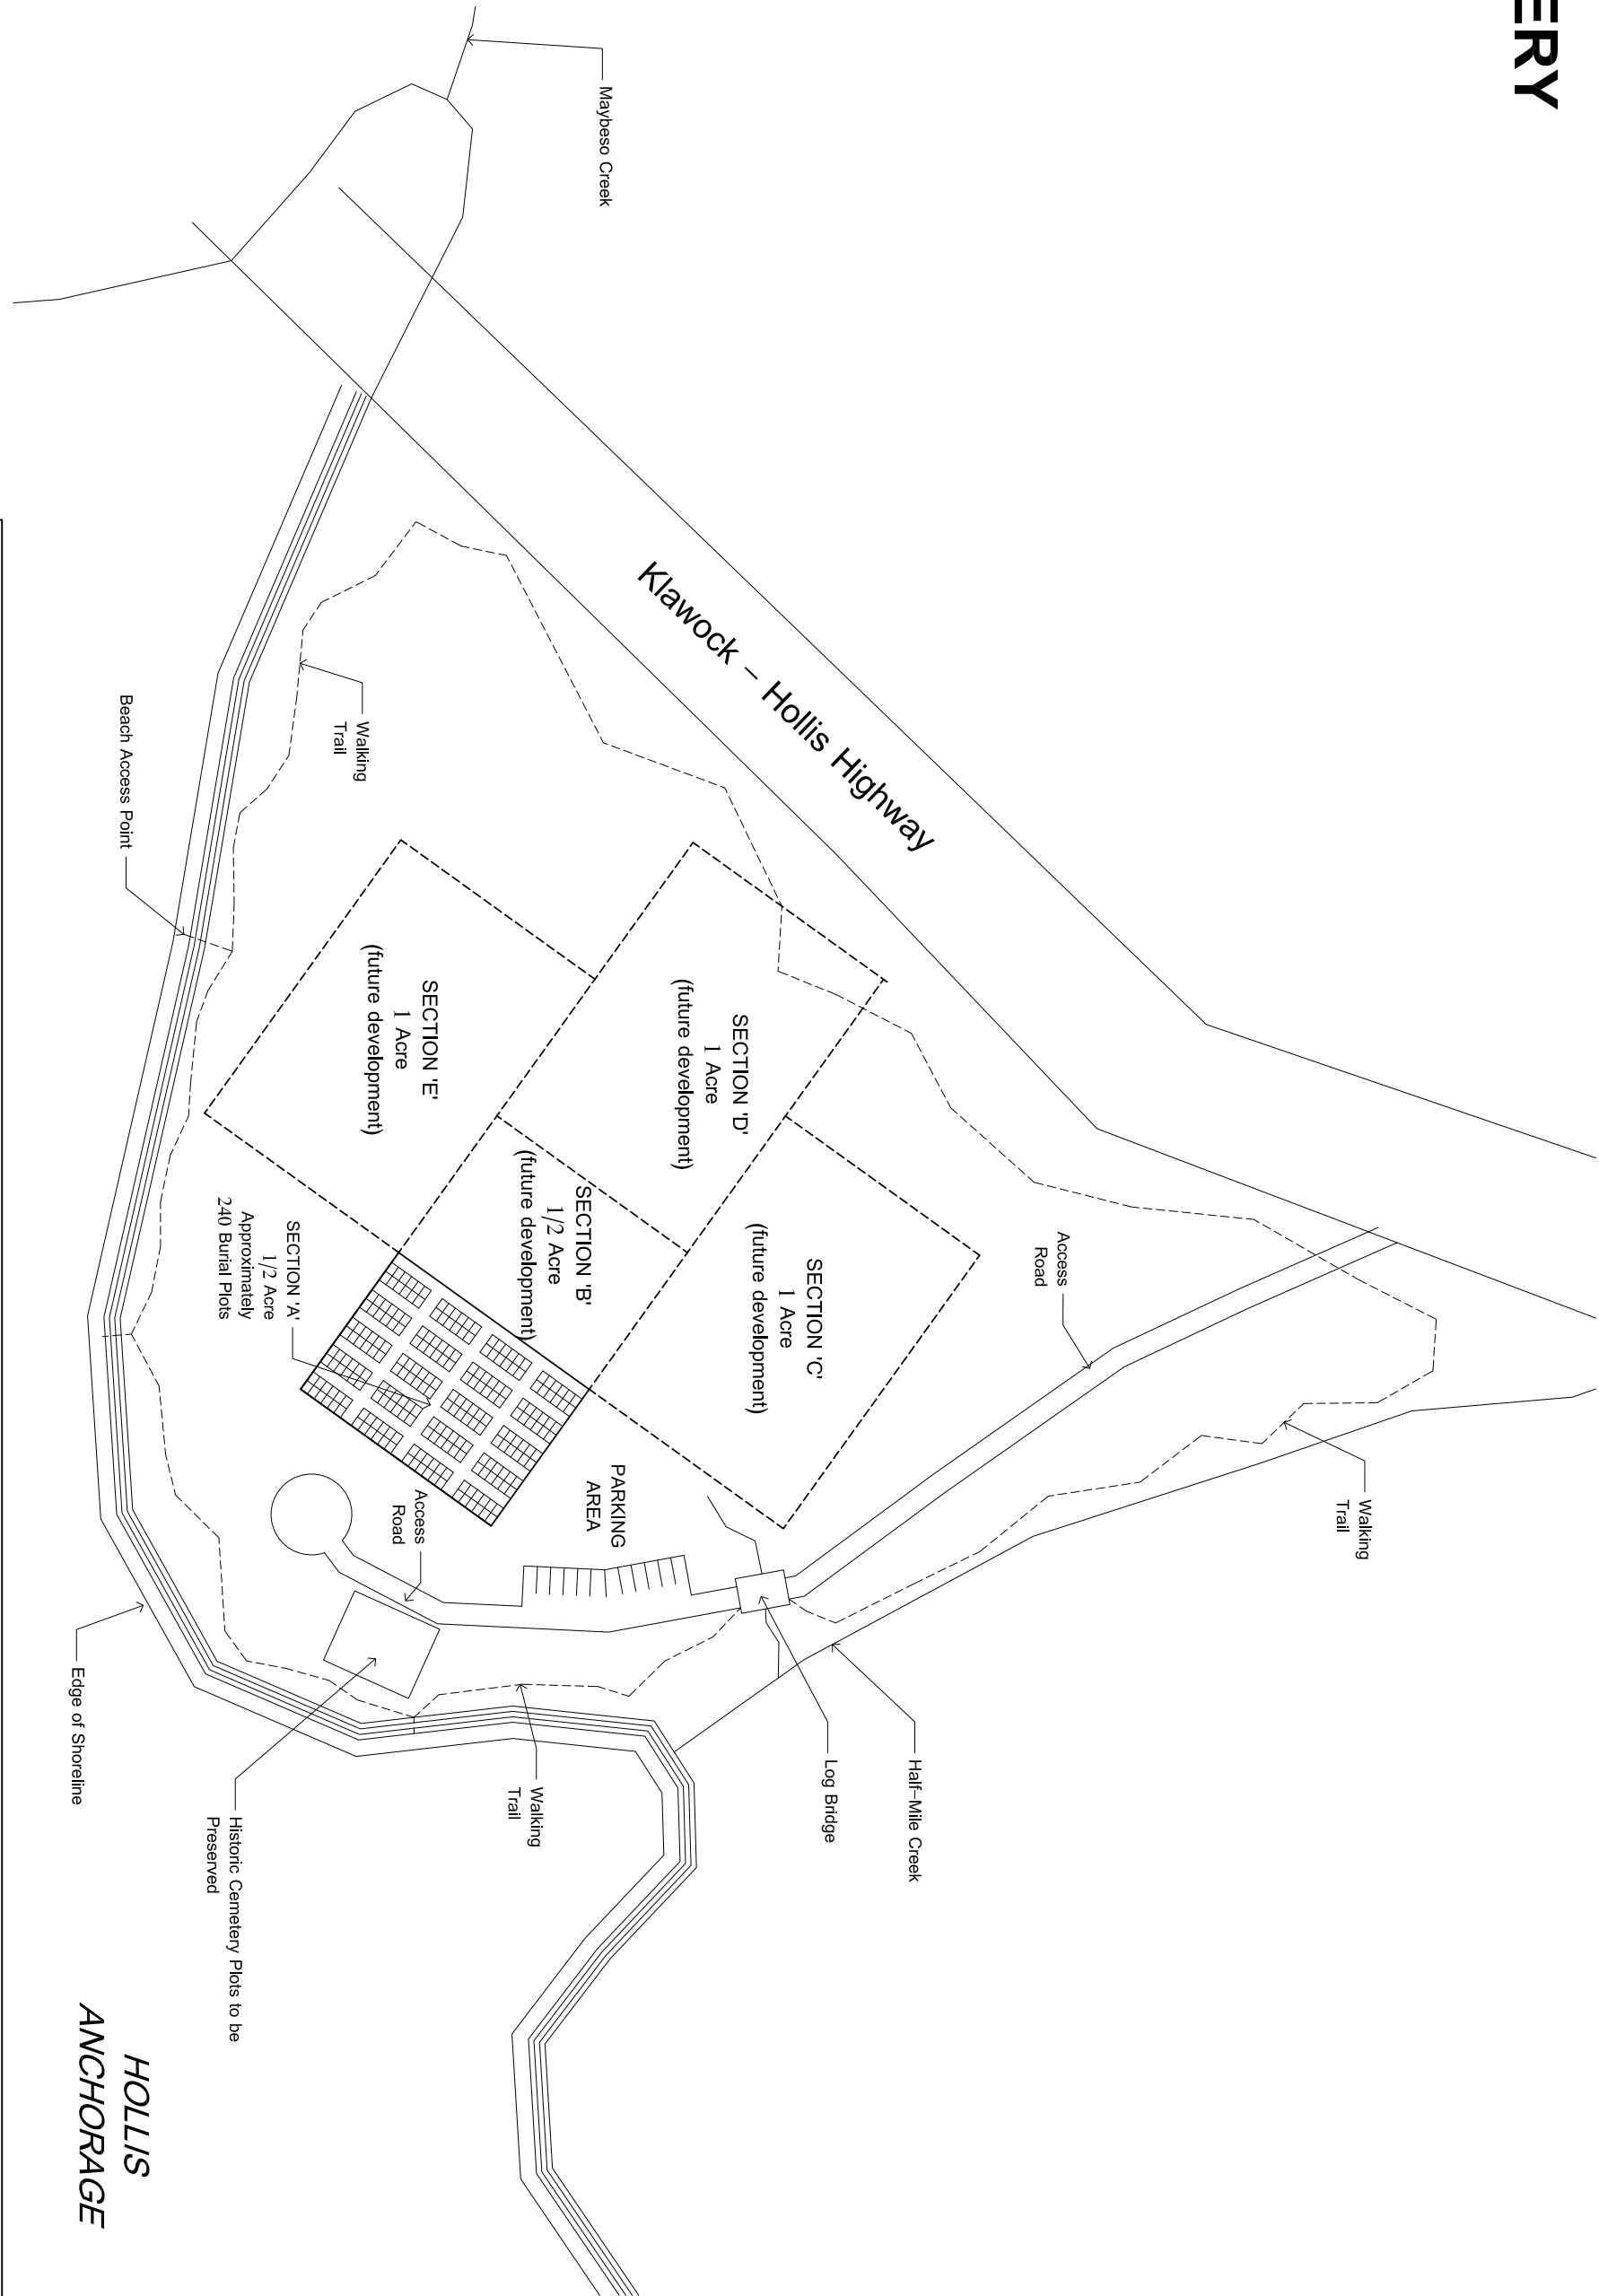 ERY
Maybeso Creek
Klawock – Hollis Highway
Walking
Trail
Beach Access Point
SECTION 'E'
1 Acre
(future development)
SECTION 'D'
1 Acre
(future development)
SECTION 'B'
1/2 Acre
(future development)
SECTION 'C'
1 Acre
(future development)
SECTION 'A'
1/2 Acre
Approximately
240 Burial Plots
Access
Road
Walking
Trail
PARKING
AREA
Access
Road
Edge of Shoreline
Historic Cemetery Plots to be
Preserved
Walking
Trail
Log Bridge
Half–Mile Creek
HOLLIS
ANCHORAGE